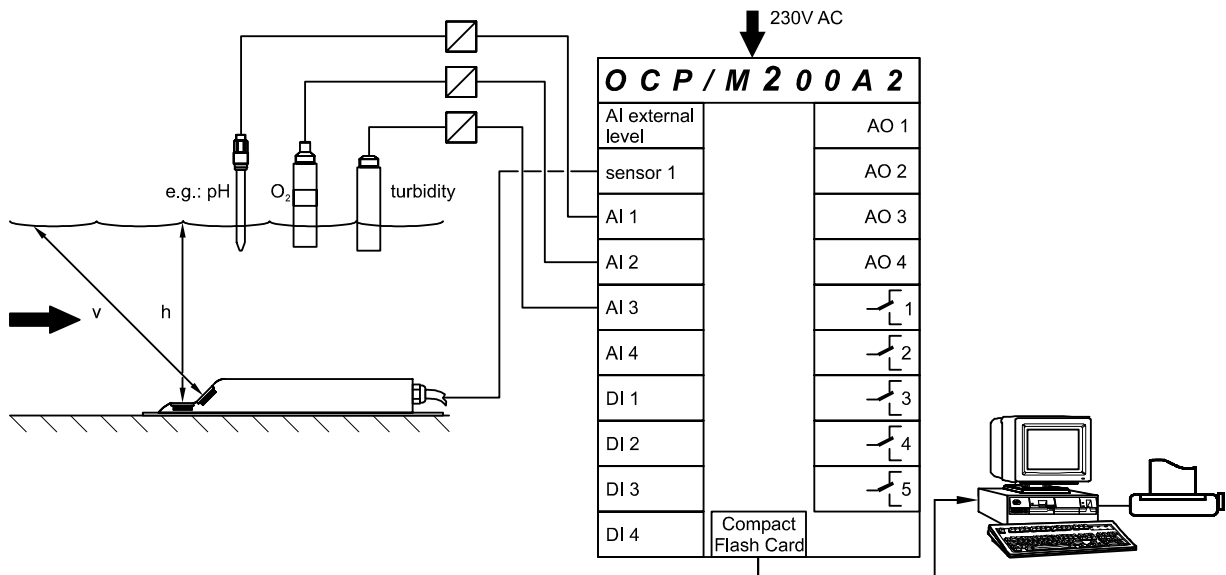 230V AC
OCP/M200A2
AI external
level
sensor 1
AI 1
AI 2
AI 3
AI 4
DI 1
DI 2
DI 3
DI 4
AO 1
AO 2
AO 3
AO 4
1
2
3
4
5
Compact
Flash Card
e.g.: pH
O₂
turbidity
v
h